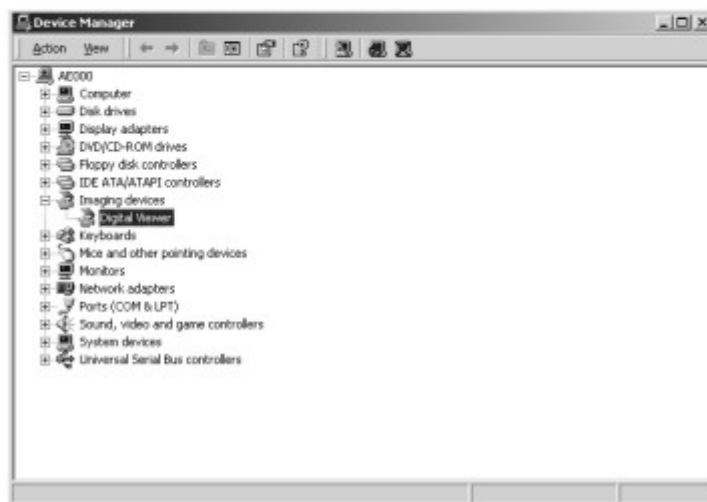 Device Manager
Action View
AE000
Computer
Disk drives
Display adapters
DVD/CD-ROM drives
Floppy disk controllers
IDE ATA/ATAPI controllers
Imaging devices
Digital Viewer
Keyboards
Mice and other pointing devices
Monitors
Network adapters
Ports (COM & LPT)
Sound, video and game controllers
System devices
Universal Serial Bus controllers